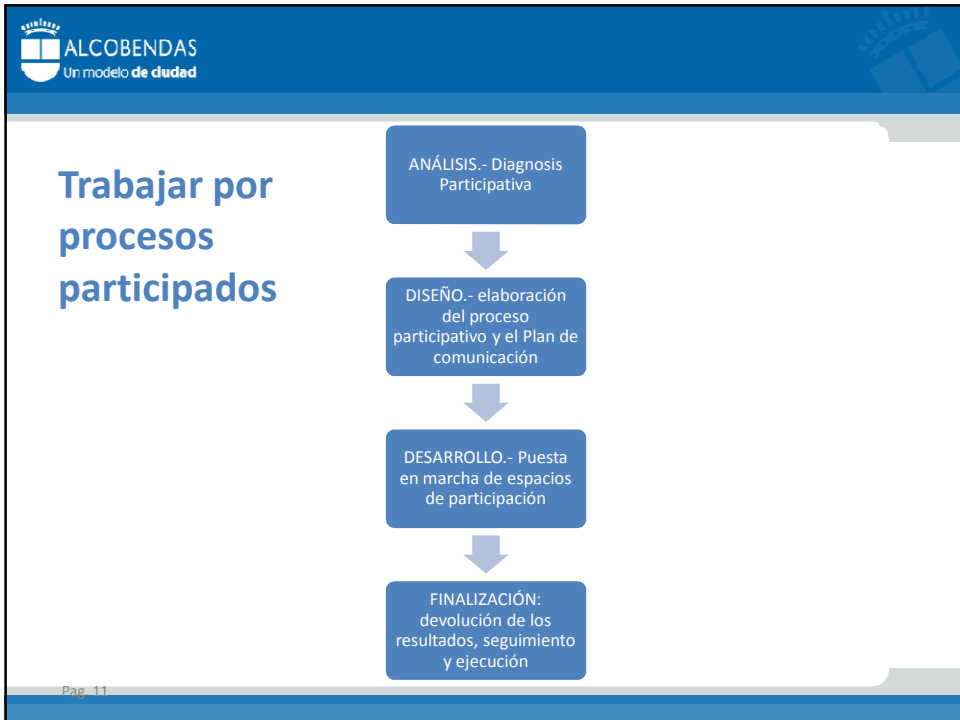 ALCOBENDAS
Un modelo de ciudad
Trabajar por
procesos
participados
ANÁLISIS.- Diagnosis
Participativa
DISEÑO.- elaboración
del proceso
participativo y el Plan de
comunicación
DESARROLLO.- Puesta
en marcha de espacios
de participación
FINALIZACIÓN:
devolución de los
resultados, seguimiento
y ejecución
Pag. 11